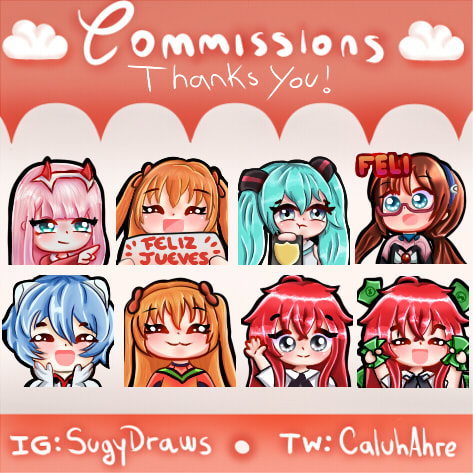 Commissions
Thanks You!
FELI
FELIZ
JUEVES
IG: SugyDraws • TW: CaluhAhre